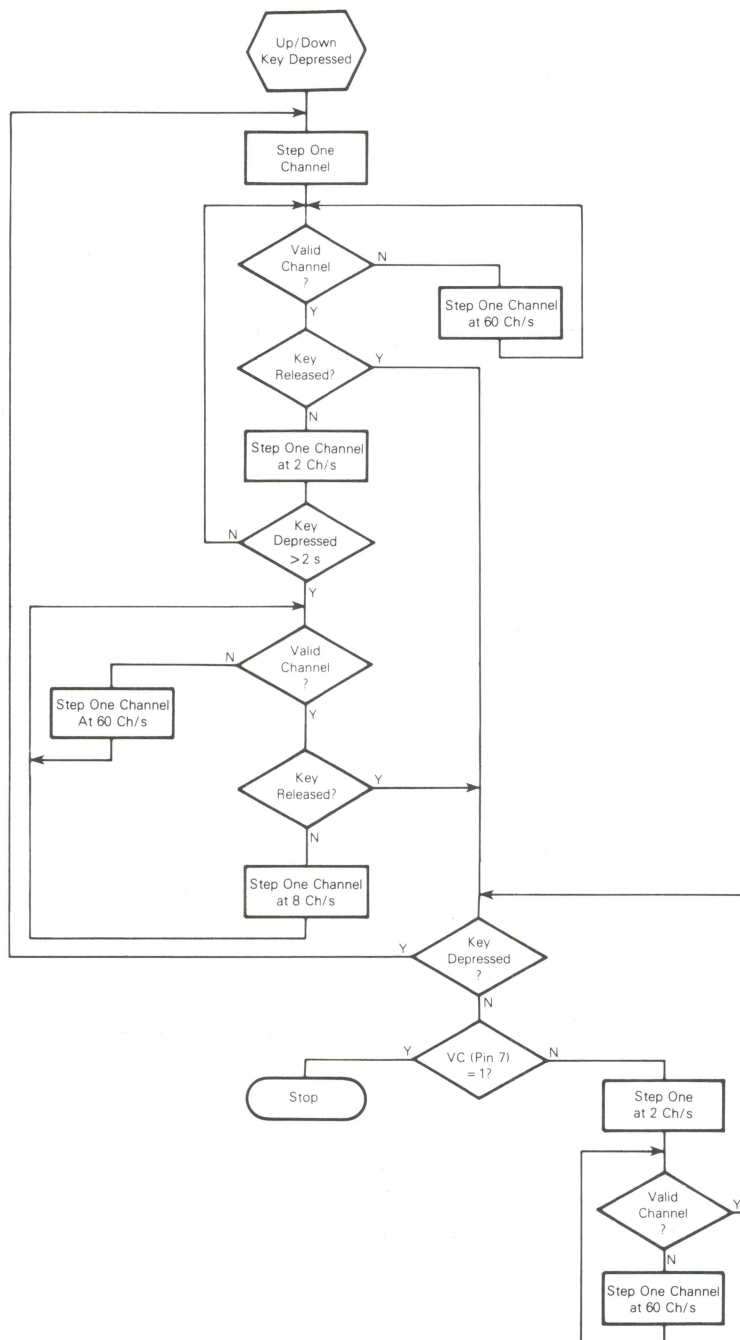 Up/Down
Key Depressed
Step One
Channel
Valid
Channel
?
N
Y
Step One Channel
at 60 Ch/s
Key
Released?
Y
N
Step One Channel
at 2 Ch/s
N
Key
Depressed
>2 s
Y
N
Valid
Channel
?
Step One Channel
At 60 Ch/s
Y
Key
Released?
Y
N
Step One Channel
at 8 Ch/s
Y
Key
Depressed
?
N
Y
VC (Pin 7)
= 1?
N
Stop
Step One
at 2 Ch/s
Valid
Channel
?
Y
N
Step One Channel
at 60 Ch/s